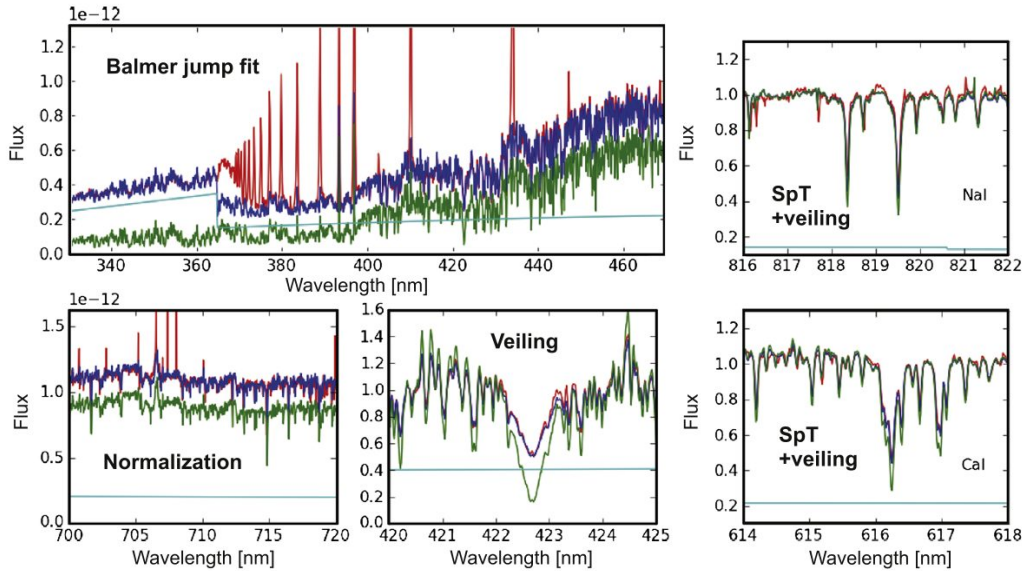 1e−12
Balmer jump fit
Flux
1.2
1.0
0.8
0.6
0.4
0.2
0.0
340 360 380 400 420 440 460
Wavelength [nm]
Flux
1.2
1.0
0.8
0.6
0.4
0.2
SpT
+veiling
NaI
816 817 818 819 820 821 822
1e−12
Flux
1.5
1.0
0.5
0.0
Normalization
700 705 710 715 720
Wavelength [nm]
1.6
1.4
1.2
1.0
0.8
0.6
0.4
0.2
0.0
Veiling
420 421 422 423 424 425
Wavelength [nm]
Flux
1.2
1.0
0.8
0.6
0.4
0.2
SpT
+veiling
CaI
614 615 616 617 618
Wavelength [nm]